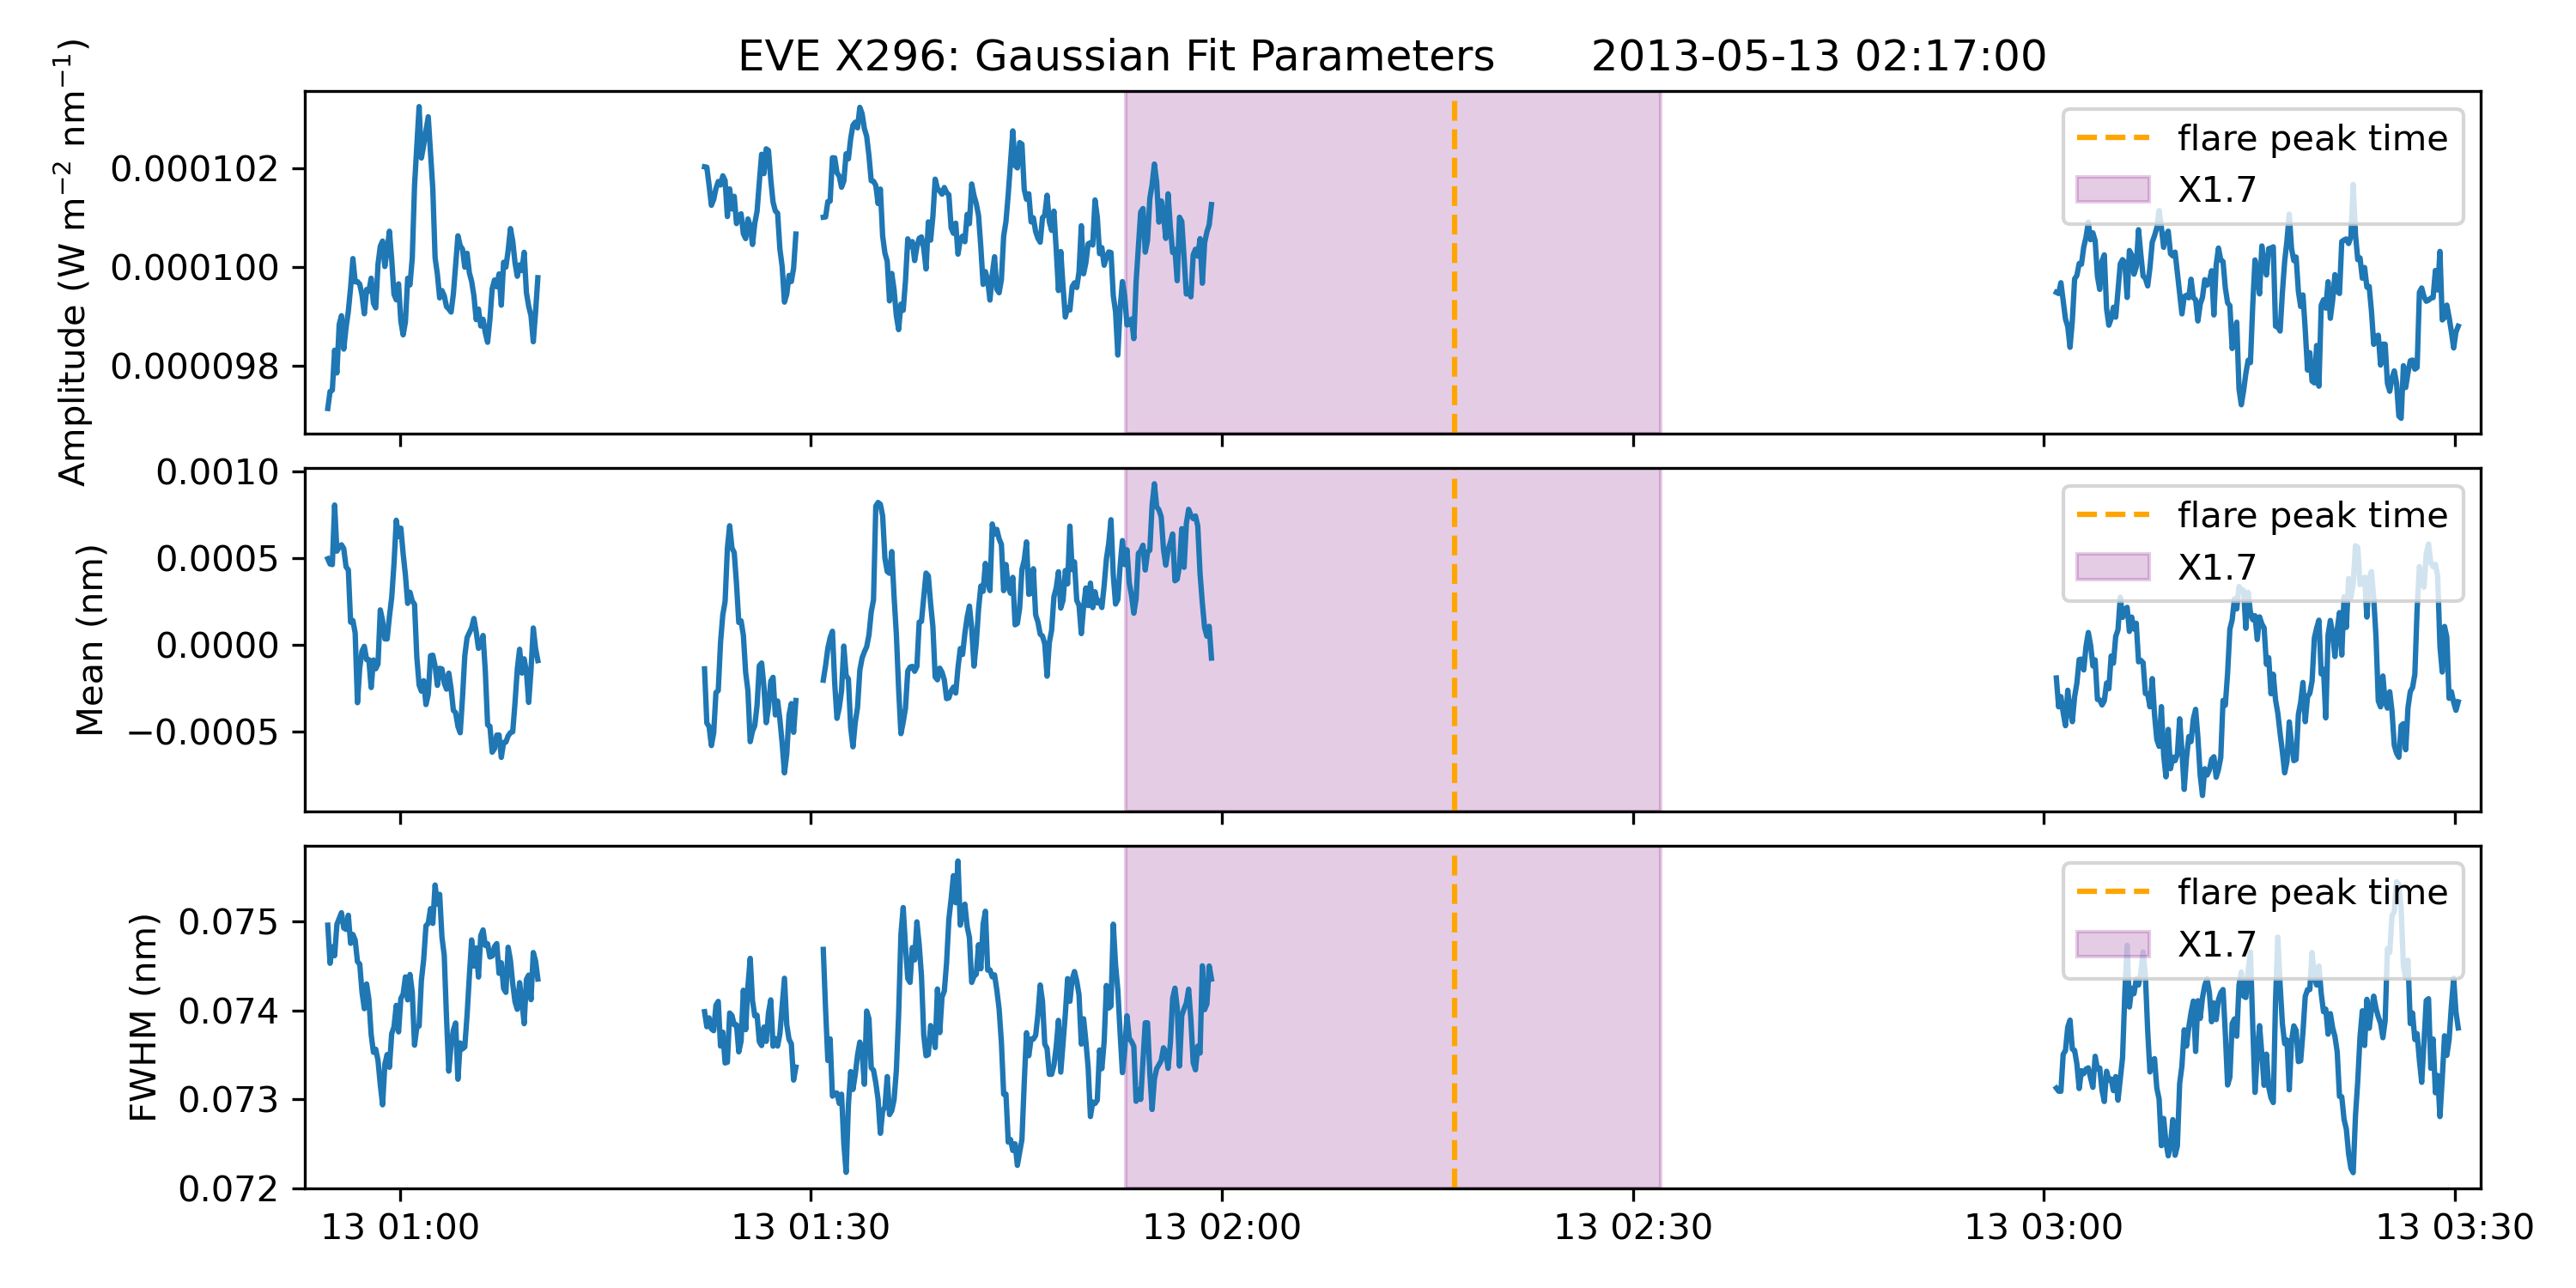 EVE X296: Gaussian Fit Parameters 2013-05-13 02:17:00
Amplitude (W m⁻² nm⁻¹)
0.000102
0.000100
0.000098
flare peak time
X1.7
Mean (nm)
0.0010
0.0005
0.0000
−0.0005
flare peak time
X1.7
FWHM (nm)
0.075
0.074
0.073
0.072
flare peak time
X1.7
13 01:00 13 01:30 13 02:00 13 02:30 13 03:00 13 03:30